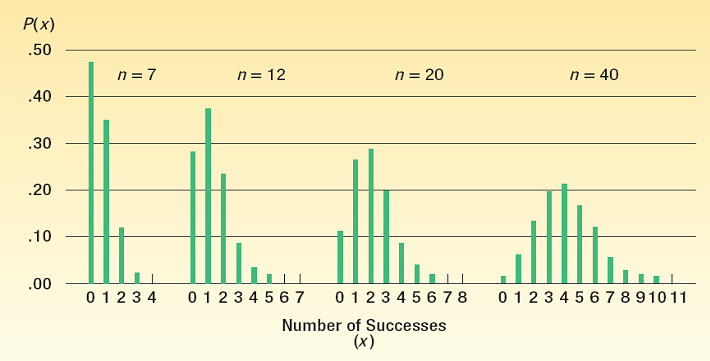 P(x)
.50
n = 7 n = 12 n = 20 n = 40
.40
.30
.20
.10
.00
0 1 2 3 4 0 1 2 3 4 5 6 7 0 1 2 3 4 5 6 7 8 0 1 2 3 4 5 6 7 8 9 10 11
Number of Successes
(x)